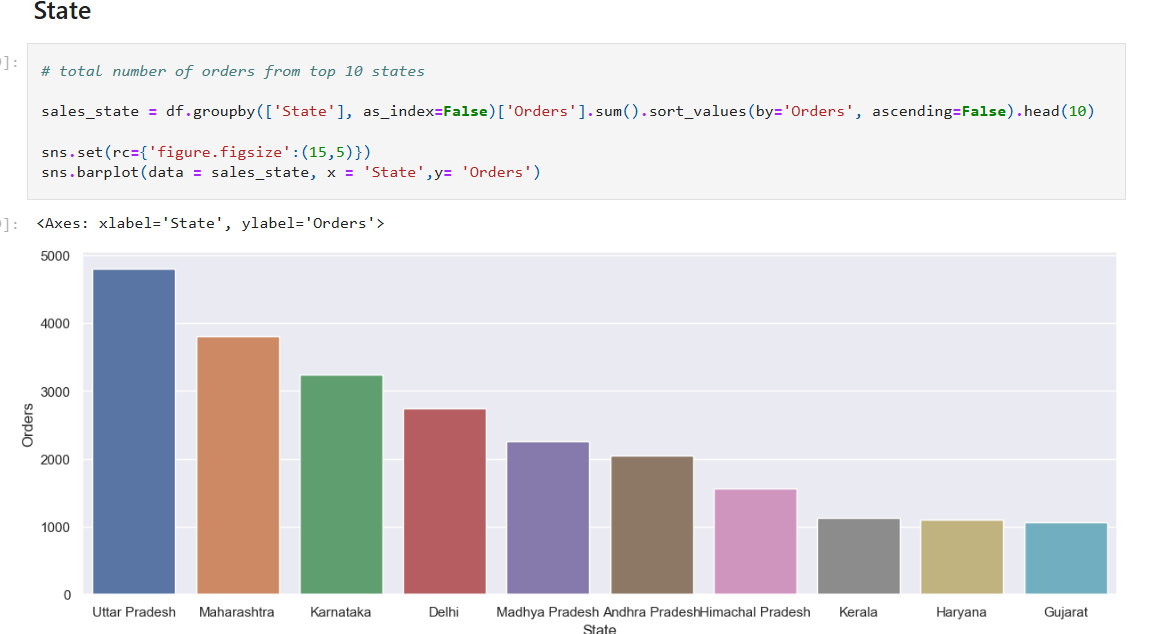 State
]:
# total number of orders from top 10 states
sales_state = df.groupby(['State'], as_index=False)['Orders'].sum().sort_values(by='Orders', ascending=False).head(10)
sns.set(rc={'figure.figsize':(15,5)})
sns.barplot(data = sales_state, x = 'State',y= 'Orders')
]:
<Axes: xlabel='State', ylabel='Orders'>
5000
4000
3000
2000
1000
0
Orders
Uttar Pradesh Maharashtra Karnataka Delhi Madhya Pradesh Andhra Pradesh Himachal Pradesh Kerala Haryana Gujarat
State